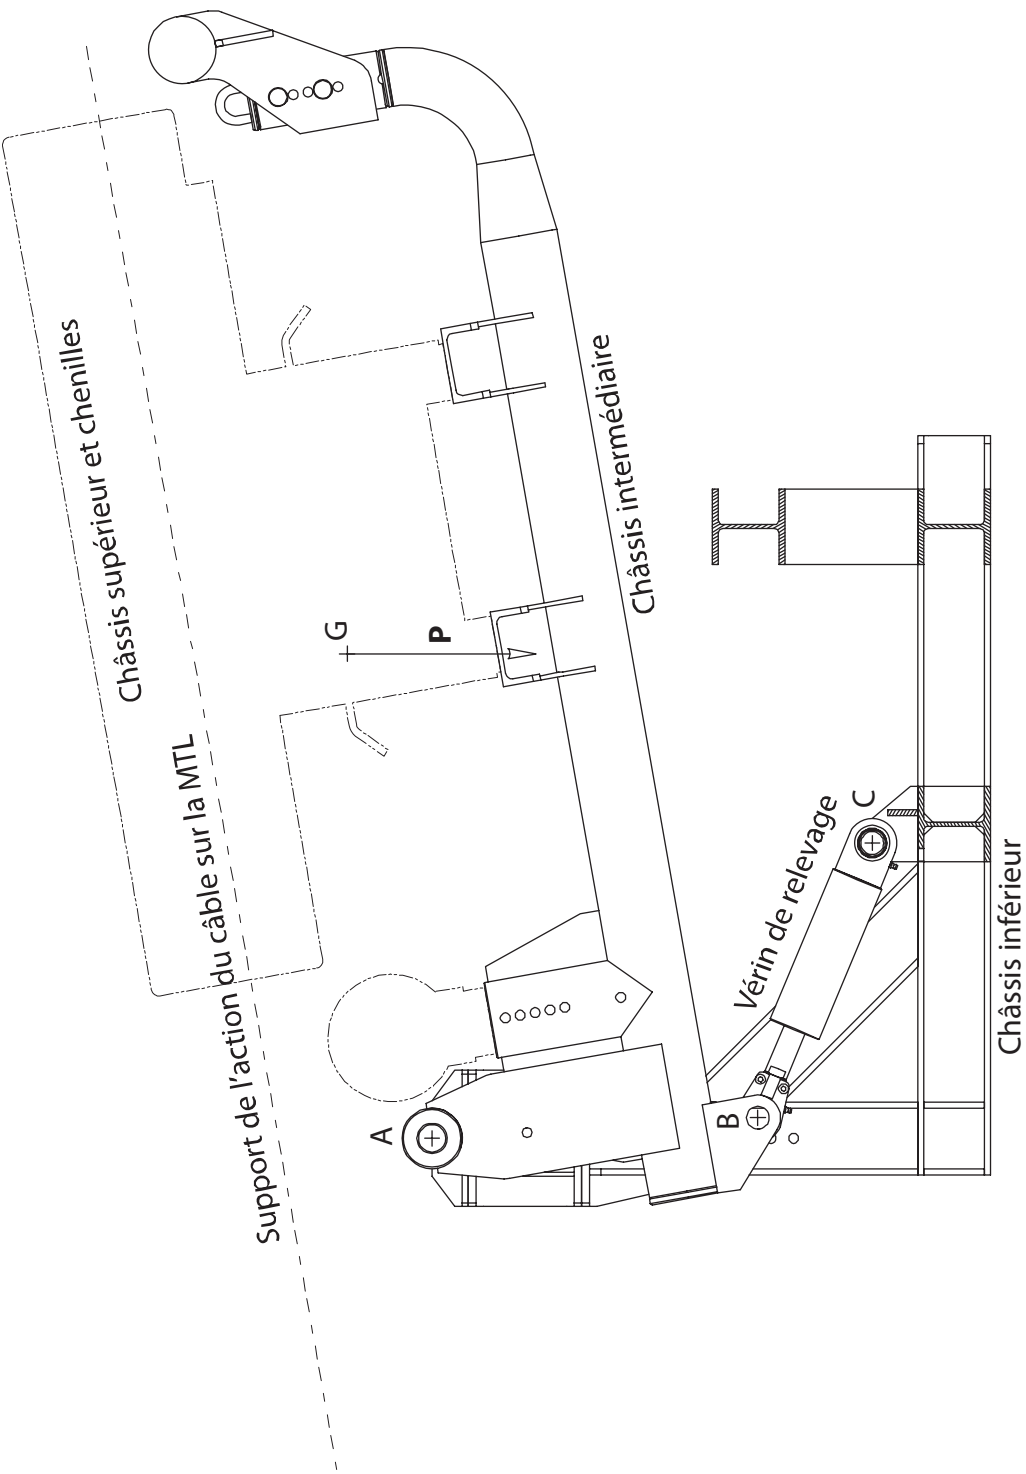 Châssis supérieur et chenilles
Support de l'action du câble sur la MTL
G
P
Châssis intermédiaire
A
B
C
Vérin de relevage
Châssis inférieur